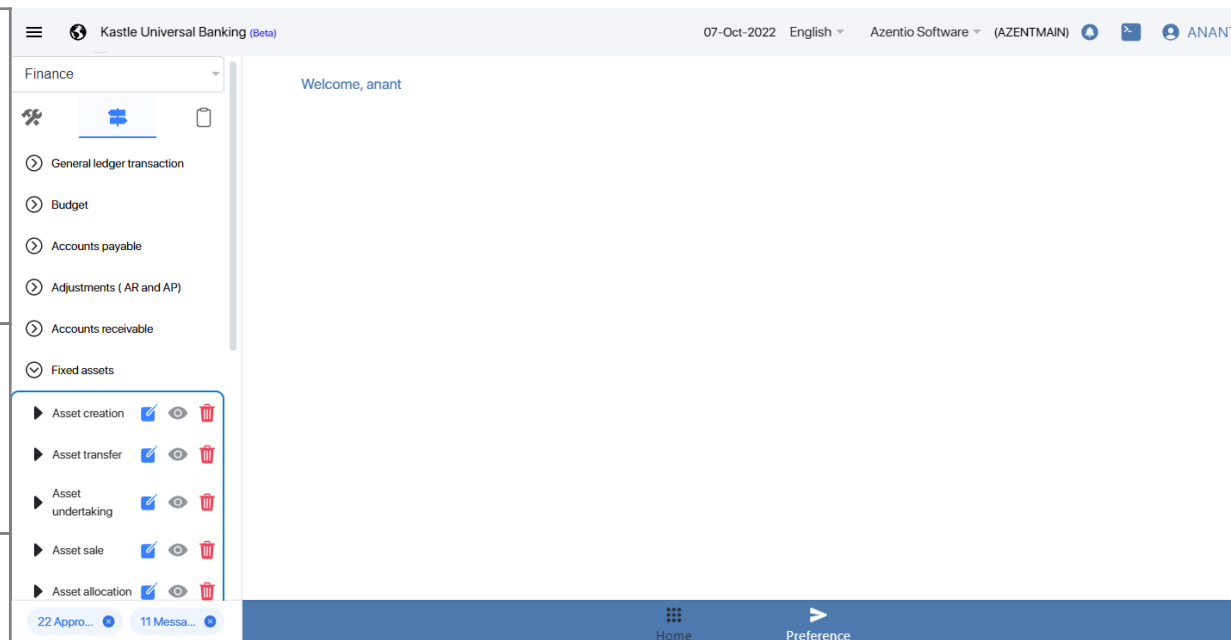 Kastle Universal Banking (Beta)
07-Oct-2022 English Azentio Software (AZENTMAIN) ANANT
Finance
Welcome, anant
General ledger transaction
Budget
Accounts payable
Adjustments ( AR and AP)
Accounts receivable
Fixed assets
Asset creation
Asset transfer
Asset
undertaking
Asset sale
Asset allocation
22 Appro... 11 Messa...
Home Preference